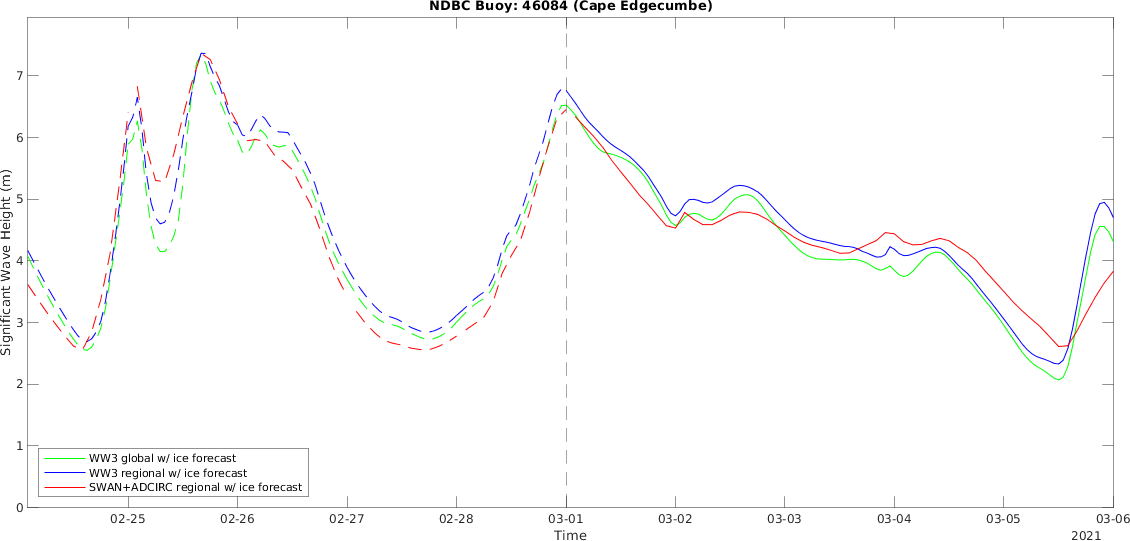 NDBC Buoy: 46084 (Cape Edgecumbe)
Significant Wave Height (m)
7
6
5
4
3
2
1
0
WW3 global w/ ice forecast
WW3 regional w/ ice forecast
SWAN+ADCIRC regional w/ ice forecast
02-25 02-26 02-27 02-28 03-01 03-02 03-03 03-04 03-05 03-06
Time
2021